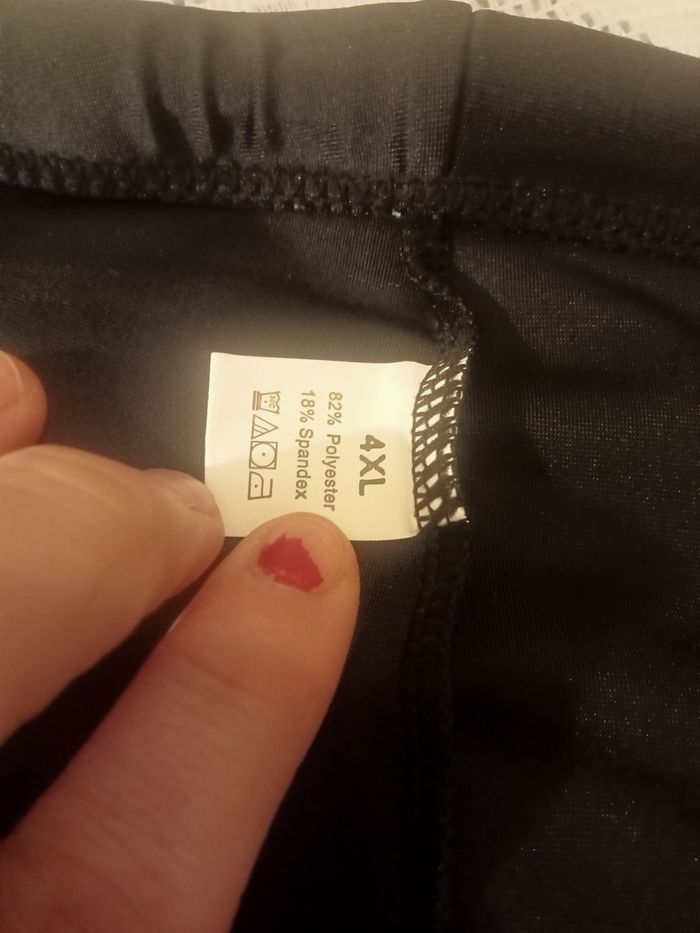 4XL
82% Polyester
18% Spandex